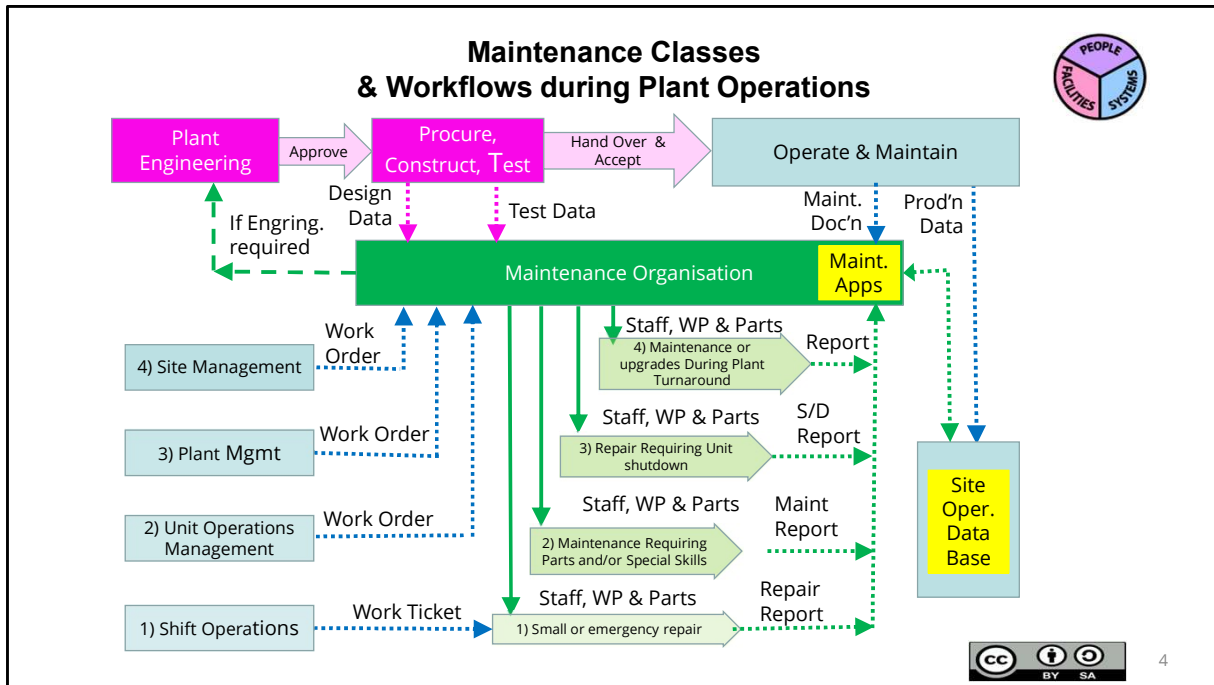 Maintenance Classes
& Workflows during Plant Operations
PEOPLE
FACILITIES
SYSTEMS
Plant
Engineering
Approve
Procure,
Construct, Test
Hand Over &
Accept
Operate & Maintain
Design
Data
Test Data
Maint.
Doc'n
Prod'n
Data
If Engring.
required
Maintenance Organisation
Maint.
Apps
Work
Order
4) Site Management
Staff, WP & Parts
4) Maintenance or
upgrades During Plant
Turnaround
Report
Work Order
3) Plant Mgmt
Staff, WP & Parts
3) Repair Requiring Unit
shutdown
S/D
Report
Work Order
2) Unit Operations
Management
Staff, WP & Parts
2) Maintenance Requiring
Parts and/or Special Skills
Maint
Report
Site
Oper.
Data
Base
Work Ticket
1) Shift Operations
Staff, WP & Parts
1) Small or emergency repair
Repair
Report
cc
BY SA
4